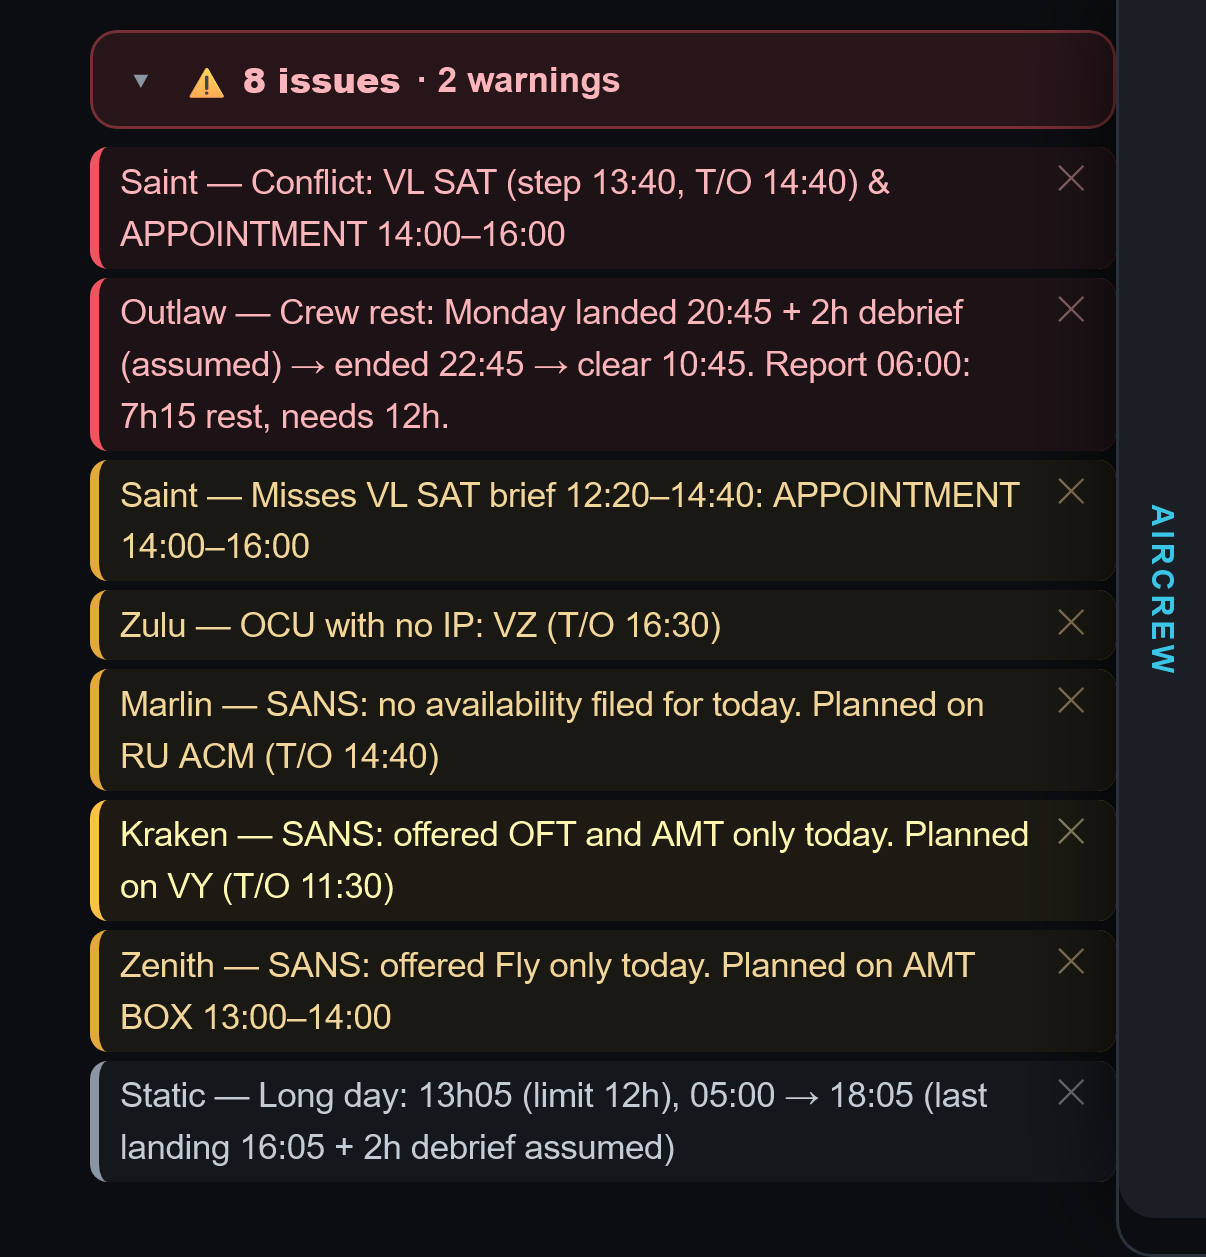 ▼ ⚠️ 8 issues · 2 warnings
Saint — Conflict: VL SAT (step 13:40, T/O 14:40) &
APPOINTMENT 14:00–16:00
Outlaw — Crew rest: Monday landed 20:45 + 2h debrief
(assumed) → ended 22:45 → clear 10:45. Report 06:00:
7h15 rest, needs 12h.
Saint — Misses VL SAT brief 12:20–14:40: APPOINTMENT
14:00–16:00
Zulu — OCU with no IP: VZ (T/O 16:30)
Marlin — SANS: no availability filed for today. Planned on
RU ACM (T/O 14:40)
Kraken — SANS: offered OFT and AMT only today. Planned
on VY (T/O 11:30)
Zenith — SANS: offered Fly only today. Planned on AMT
BOX 13:00–14:00
Static — Long day: 13h05 (limit 12h), 05:00 → 18:05 (last
landing 16:05 + 2h debrief assumed)
AIRCREW